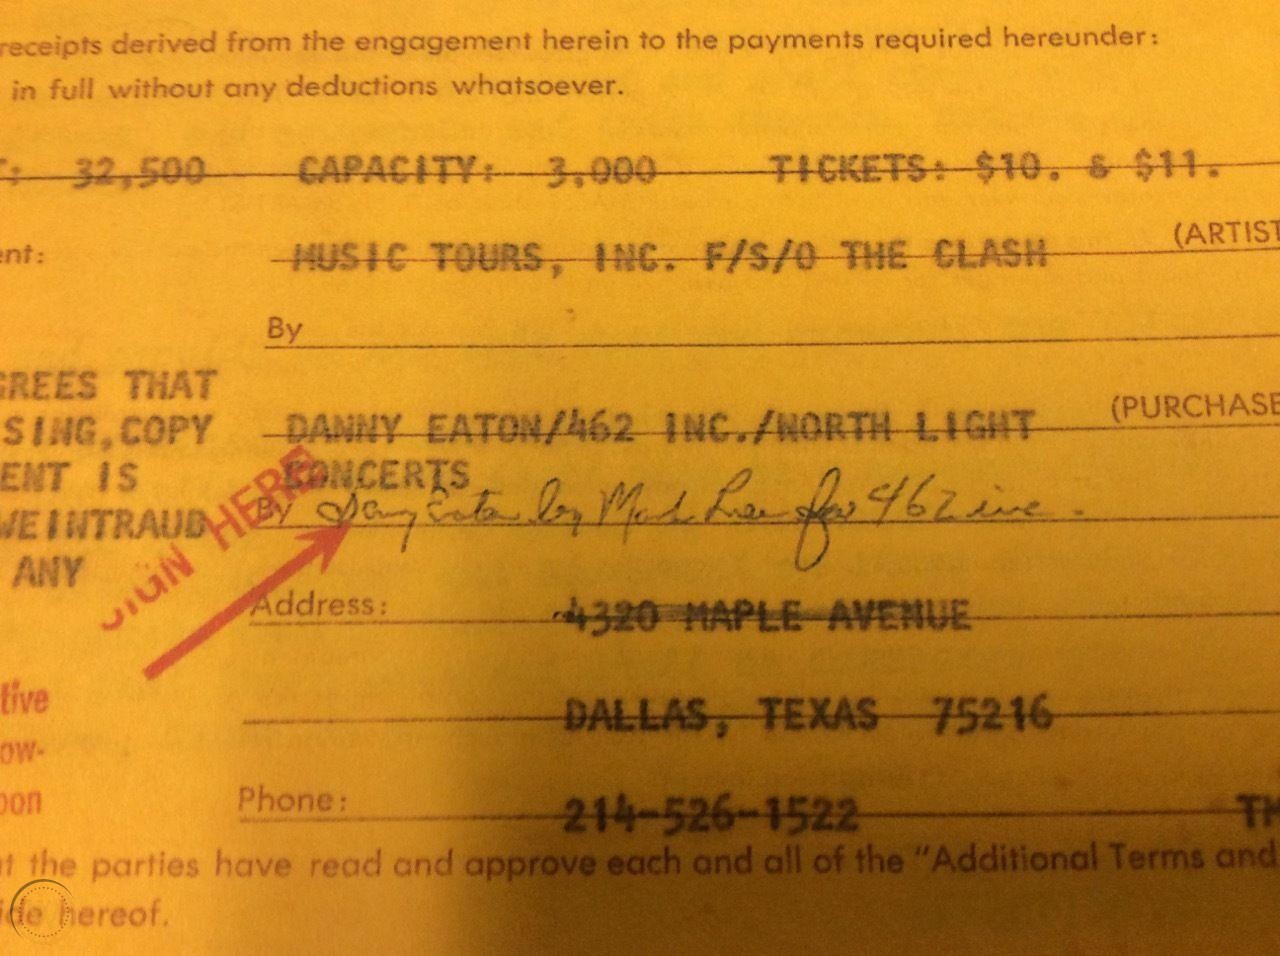 receipts derived from the engagement herein to the payments required hereunder:
in full without any deductions whatsoever.
: 32,500 CAPACITY: 3,000 TICKETS: $10. & $11.
ent: MUSIC TOURS, INC. F/S/O THE CLASH (ARTIST
By
GREES THAT
SING, COPY DANNY EATON/462 INC./NORTH LIGHT (PURCHASE
ENT IS CONCERTS
WEINTRAUB By Danny Eaton by Mark Lee for 462 inc.
ANY SIGN HERE
Address: 4320 MAPLE AVENUE
tive DALLAS, TEXAS 75216
ow-
pon Phone: 214-526-1522 TH
t the parties have read and approve each and all of the "Additional Terms and
ide hereof.